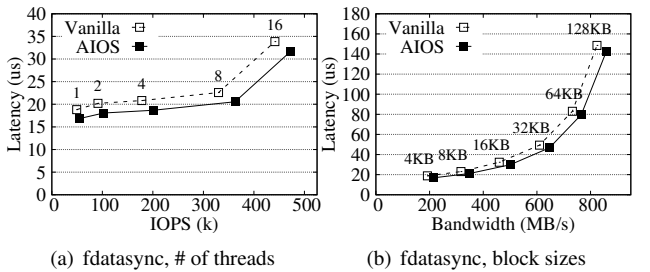 Vanilla
AIOS
40
35
30
25
20
15
10
5
0
Latency (us)
1
2
4
8
16
0
100
200
300
400
500
IOPS (k)
(a) fdatasync, # of threads
Vanilla
AIOS
180
160
140
120
100
80
60
40
20
0
Latency (us)
4KB
8KB
16KB
32KB
64KB
128KB
0
200
400
600
800
Bandwidth (MB/s)
(b) fdatasync, block sizes